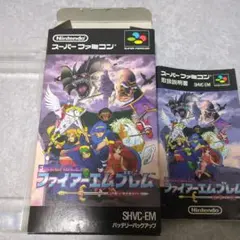 Nintendo
スーパーファミコン
ファイアーエムブレム
SHVC-EM
バッテリーバックアップ
スーパーファミコン
取扱説明書
SHVC-EM
ファイアーエムブレム
Nintendo